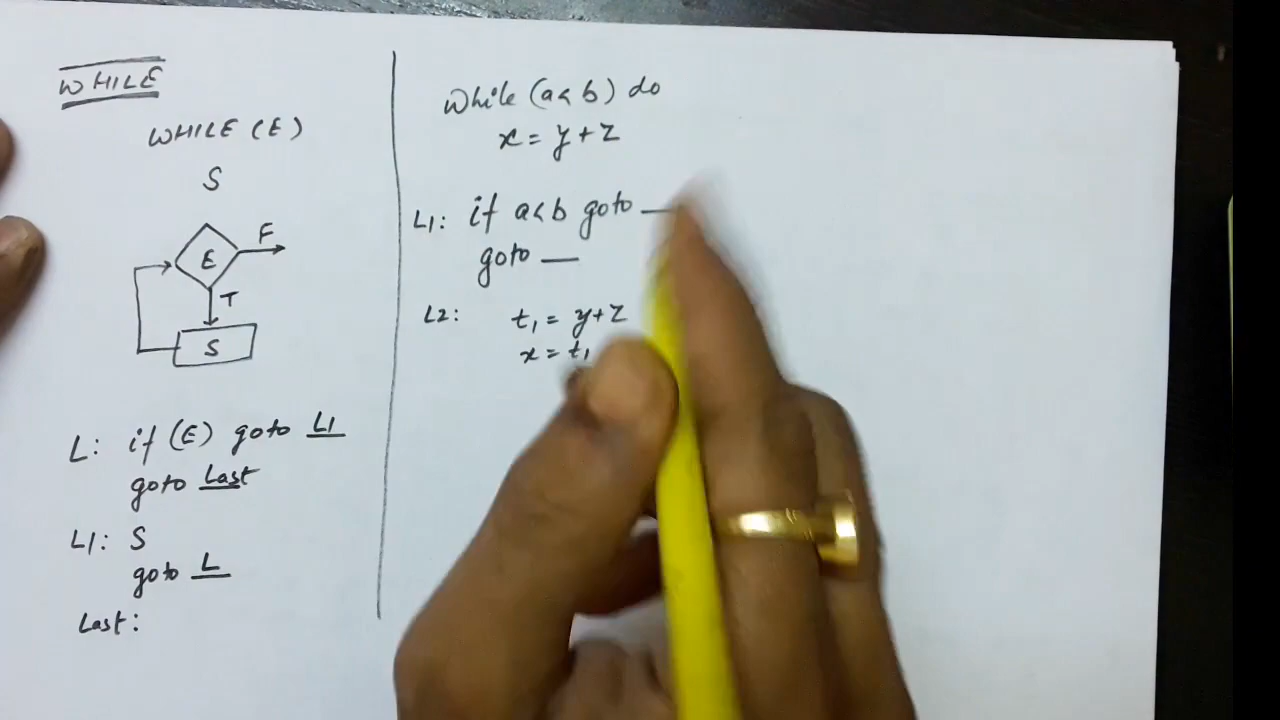 WHILE
WHILE (E)
S
E
F
T
S
L: if (E) goto L1
goto Last
L1: S
goto L
Last:
While (a< b) do
x = y + z
L1: if a< b goto —
goto —
L2: t₁ = y+z
x = t₁